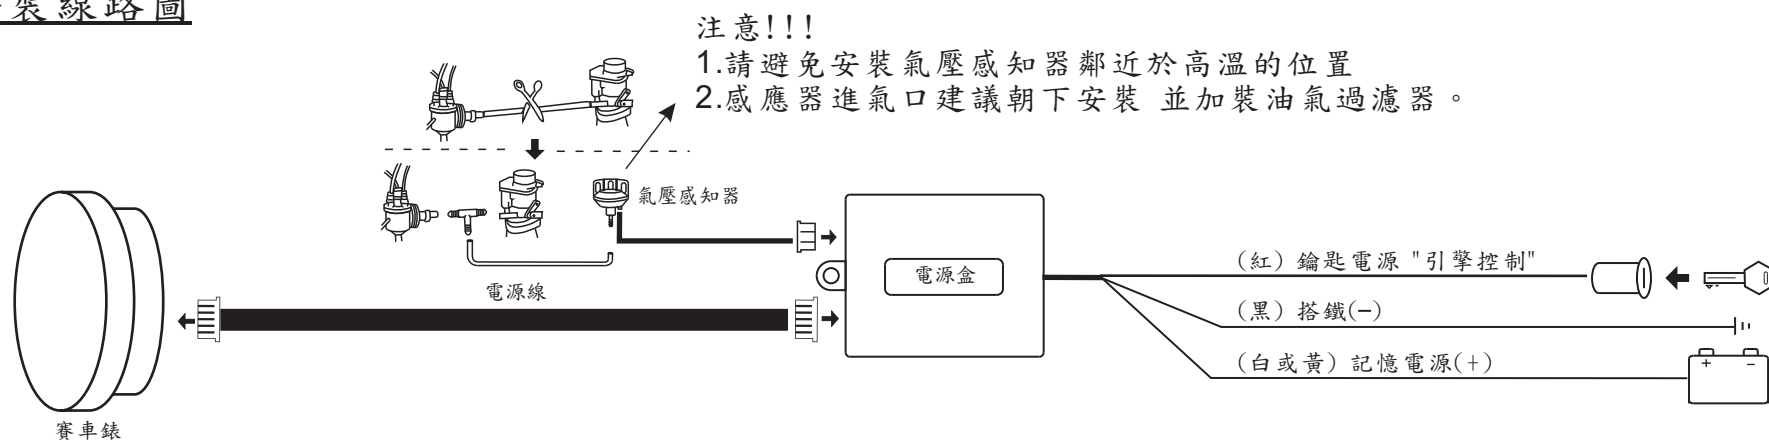 裝線路圖
注意!!!
1.請避免安裝氣壓感知器鄰近於高溫的位置
2.感應器進氣口建議朝下安裝 並加裝油氣過濾器。
氣壓感知器
電源線
電源盒
(紅) 鑰匙電源 "引擎控制"
(黑) 搭鐵(−)
(白或黃) 記憶電源(+)
+ −
賽車錶